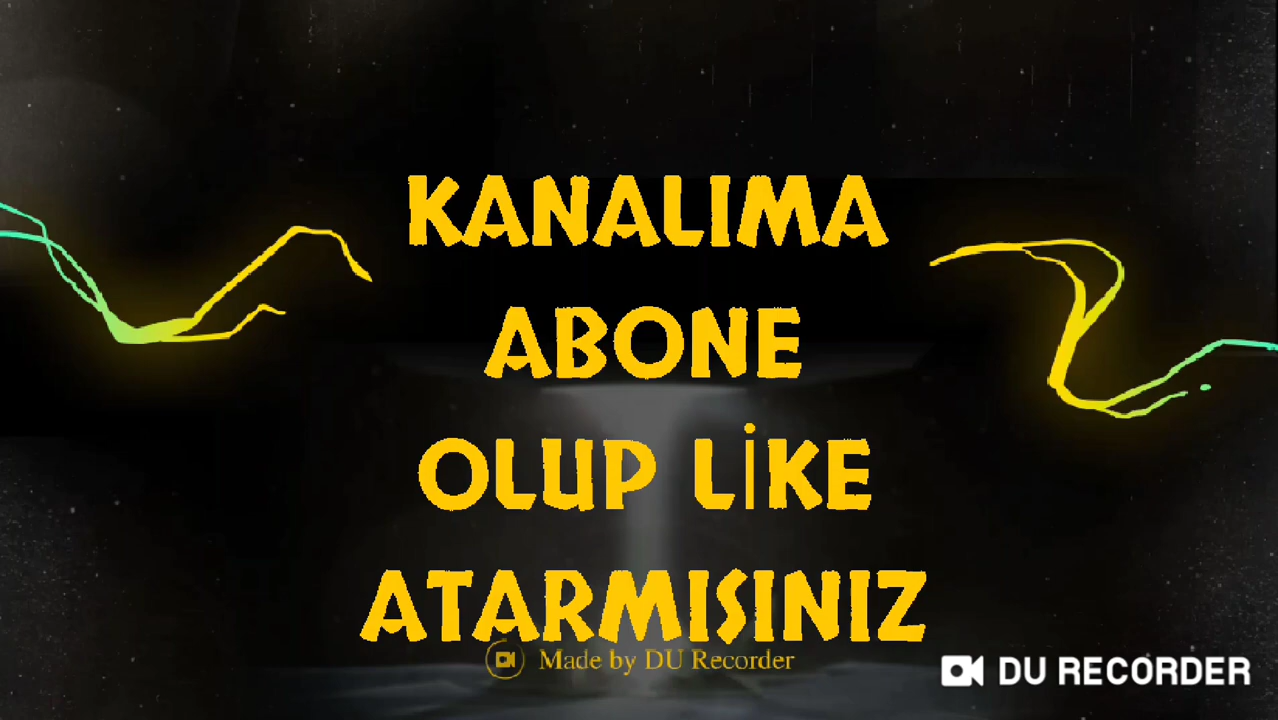 KANALIMA
ABONE
OLUP LİKE
ATARMISINIZ
Made by DU Recorder
DU RECORDER